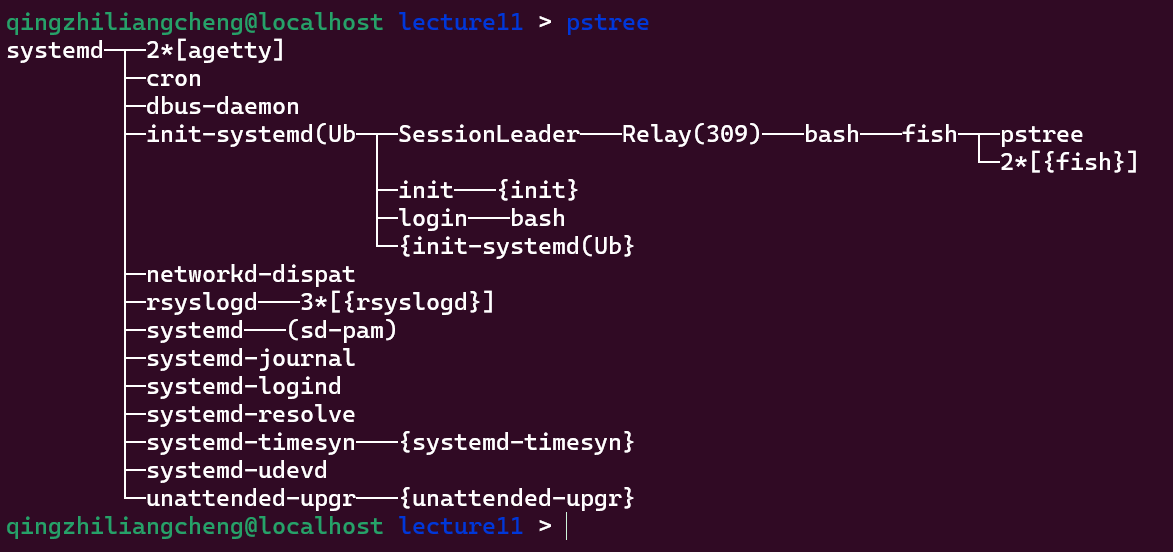 qingzhiliangcheng@localhost lecture11 > pstree
systemd─┬─2*[agetty]
        ├─cron
        ├─dbus-daemon
        ├─init-systemd(Ub─┬─SessionLeader───Relay(309)───bash───fish─┬─pstree
        │                 │                                          └─2*[{fish}]
        │                 ├─init───{init}
        │                 ├─login───bash
        │                 └─{init-systemd(Ub}
        ├─networkd-dispat
        ├─rsyslogd───3*[{rsyslogd}]
        ├─systemd───(sd-pam)
        ├─systemd-journal
        ├─systemd-logind
        ├─systemd-resolve
        ├─systemd-timesyn───{systemd-timesyn}
        ├─systemd-udevd
        └─unattended-upgr───{unattended-upgr}
qingzhiliangcheng@localhost lecture11 >